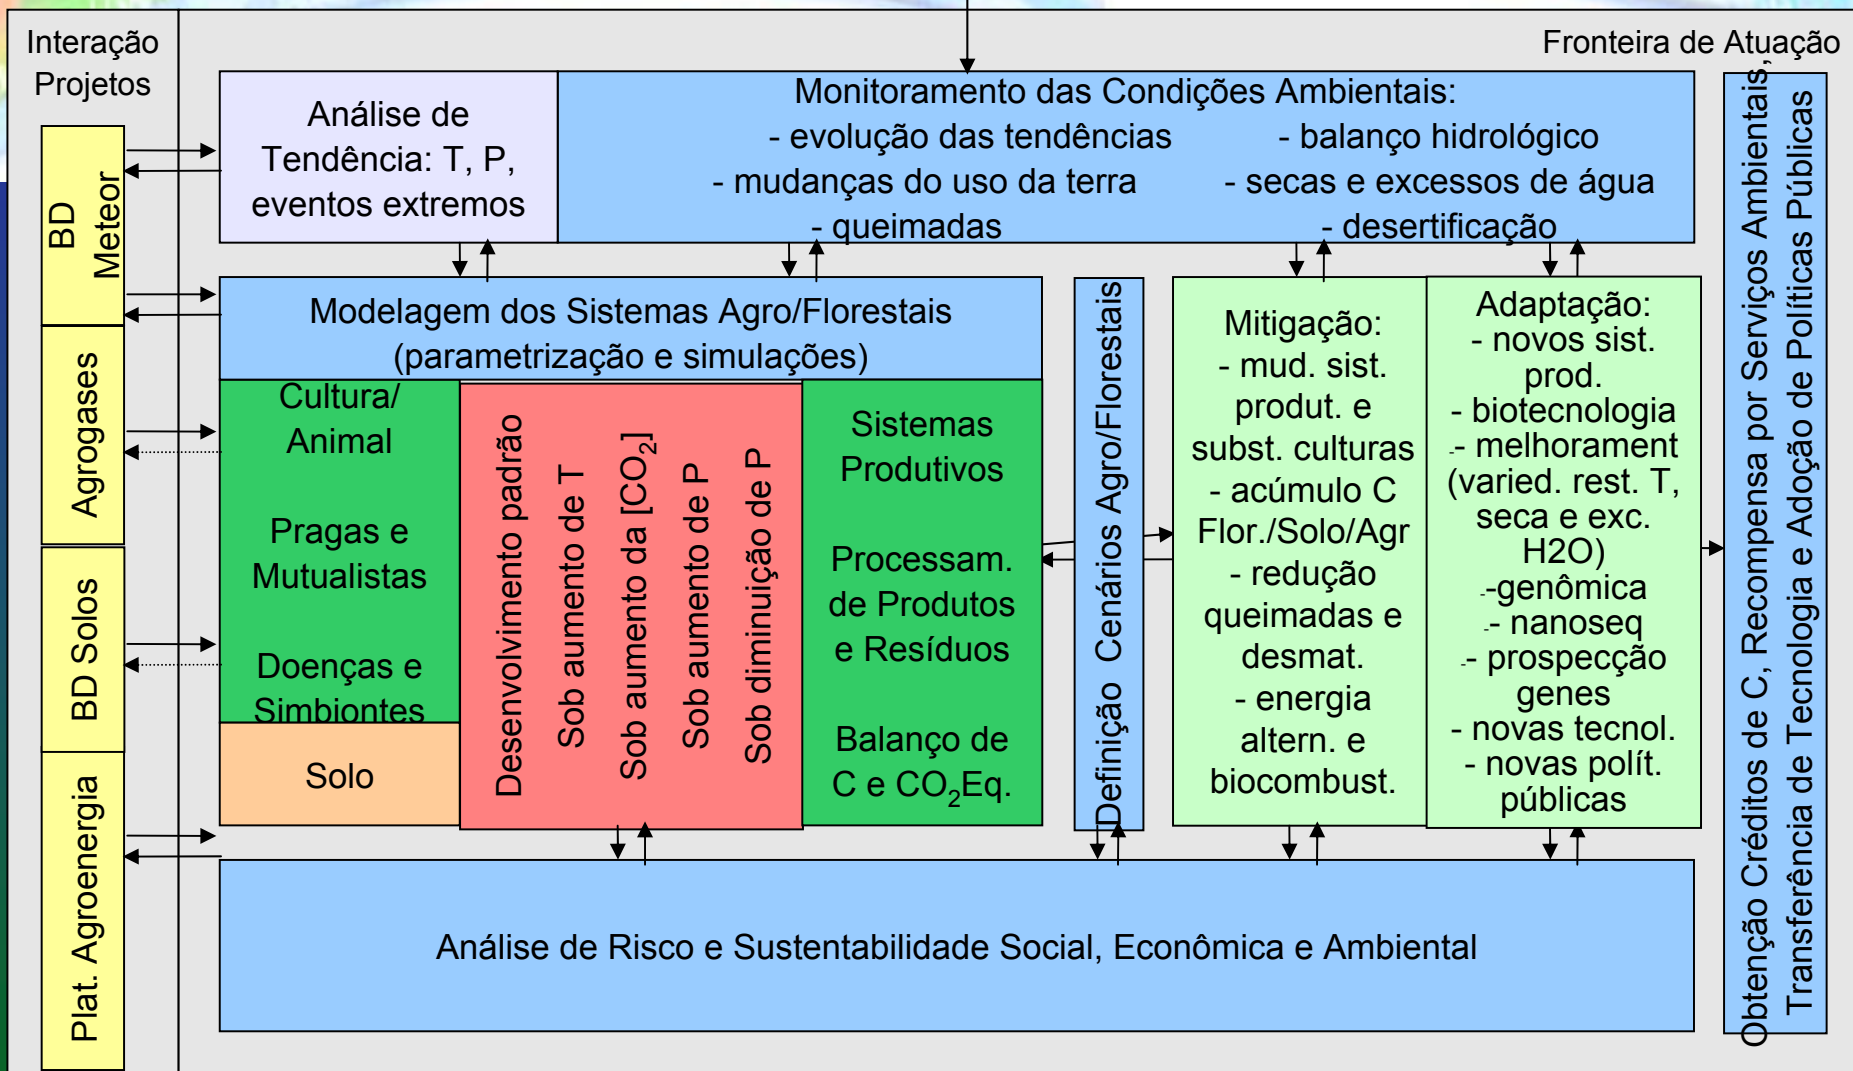 Interação
Projetos
Fronteira de Atuação
BD
Meteor
Agrogases
BD Solos
Plat. Agroenergia
Análise de
Tendência: T, P,
eventos extremos
Monitoramento das Condições Ambientais:
- evolução das tendências - balanço hidrológico
- mudanças do uso da terra - secas e excessos de água
- queimadas - desertificação
Modelagem dos Sistemas Agro/Florestais
(parametrização e simulações)
Cultura/
Animal
Pragas e
Mutualistas
Doenças e
Simbiontes
Solo
Desenvolvimento padrão
Sob aumento de T
Sob aumento da [CO₂]
Sob aumento de P
Sob diminuição de P
Sistemas
Produtivos
Processam.
de Produtos
e Resíduos
Balanço de
C e CO₂Eq.
Definição Cenários Agro/Florestais
Mitigação:
- mud. sist.
produt. e
subst. culturas
- acúmulo C
Flor./Solo/Agr
- redução
queimadas e
desmat.
- energia
altern. e
biocombust.
Adaptação:
- novos sist.
prod.
- biotecnologia
-- melhorament
(varied. rest. T,
seca e exc.
H2O)
--genômica
-- nanoseq
-- prospecção
genes
- novas tecnol.
- novas polít.
públicas
Obtenção Créditos de C, Recompensa por Serviços Ambientais,
Transferência de Tecnologia e Adoção de Políticas Públicas
Análise de Risco e Sustentabilidade Social, Econômica e Ambiental